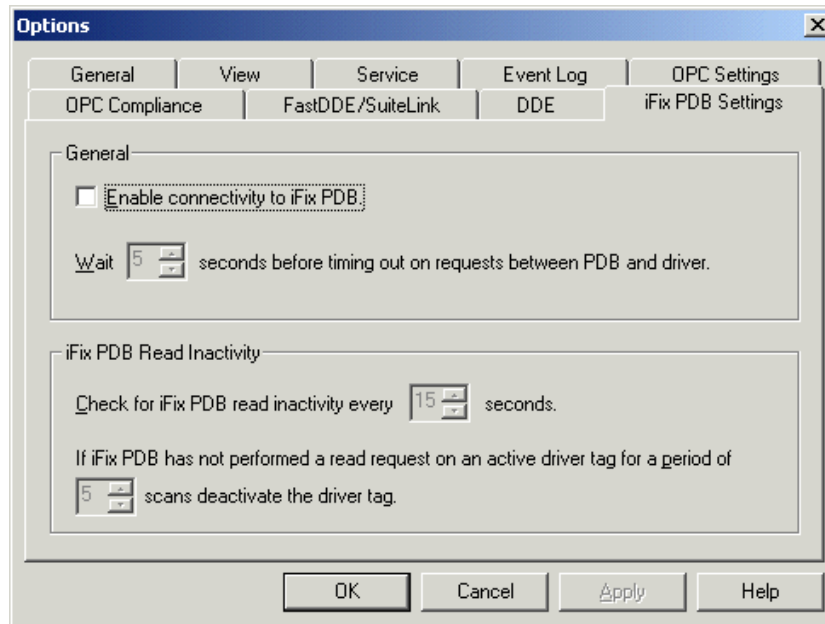 Options
General View Service Event Log OPC Settings
OPC Compliance FastDDE/SuiteLink DDE iFix PDB Settings
General
Enable connectivity to iFix PDB.
Wait 5 seconds before timing out on requests between PDB and driver.
iFix PDB Read Inactivity
Check for iFix PDB read inactivity every 15 seconds.
If iFix PDB has not performed a read request on an active driver tag for a period of
5 scans deactivate the driver tag.
OK Cancel Apply Help